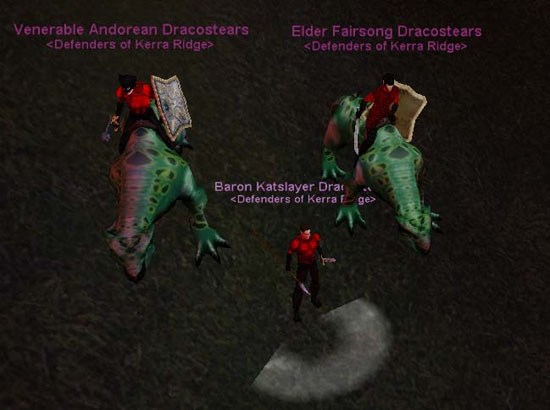 Venerable Andorean Dracostears
<Defenders of Kerra Ridge>
Elder Fairsong Dracostears
<Defenders of Kerra Ridge>
Baron Katslayer
<Defenders of Kerra